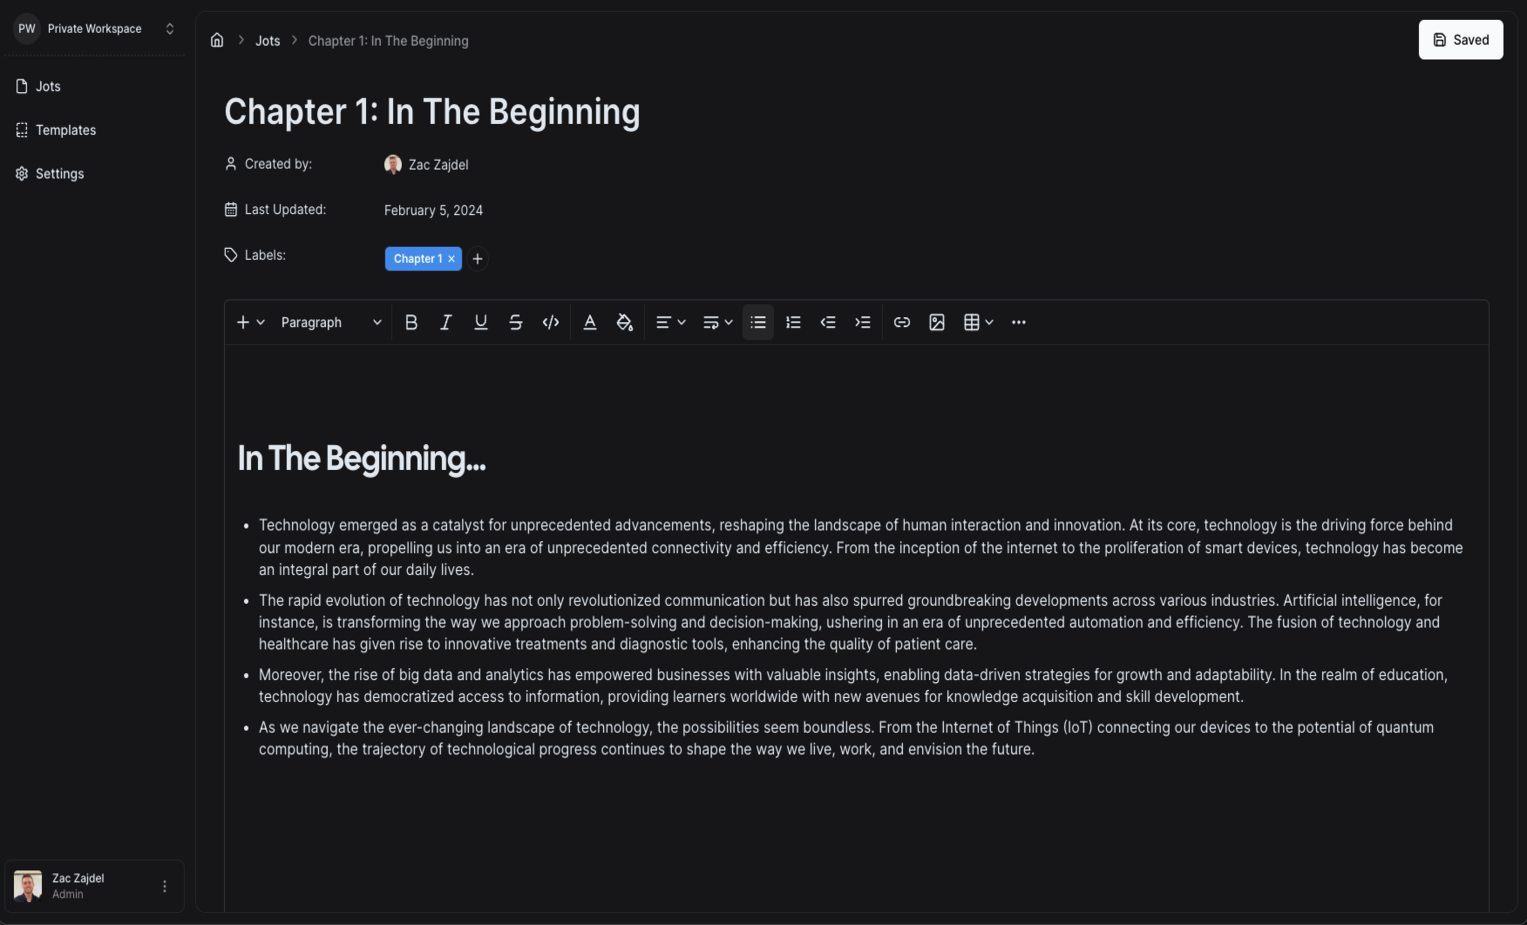 PW Private Workspace
Jots
Templates
Settings
Jots Chapter 1: In The Beginning
Saved
Chapter 1: In The Beginning
Created by: Zac Zajdel
Last Updated: February 5, 2024
Labels: Chapter 1
Paragraph
In The Beginning...
Technology emerged as a catalyst for unprecedented advancements, reshaping the landscape of human interaction and innovation. At its core, technology is the driving force behind
our modern era, propelling us into an era of unprecedented connectivity and efficiency. From the inception of the internet to the proliferation of smart devices, technology has become
an integral part of our daily lives.
The rapid evolution of technology has not only revolutionized communication but has also spurred groundbreaking developments across various industries. Artificial intelligence, for
instance, is transforming the way we approach problem-solving and decision-making, ushering in an era of unprecedented automation and efficiency. The fusion of technology and
healthcare has given rise to innovative treatments and diagnostic tools, enhancing the quality of patient care.
Moreover, the rise of big data and analytics has empowered businesses with valuable insights, enabling data-driven strategies for growth and adaptability. In the realm of education,
technology has democratized access to information, providing learners worldwide with new avenues for knowledge acquisition and skill development.
As we navigate the ever-changing landscape of technology, the possibilities seem boundless. From the Internet of Things (IoT) connecting our devices to the potential of quantum
computing, the trajectory of technological progress continues to shape the way we live, work, and envision the future.
Zac Zajdel
Admin